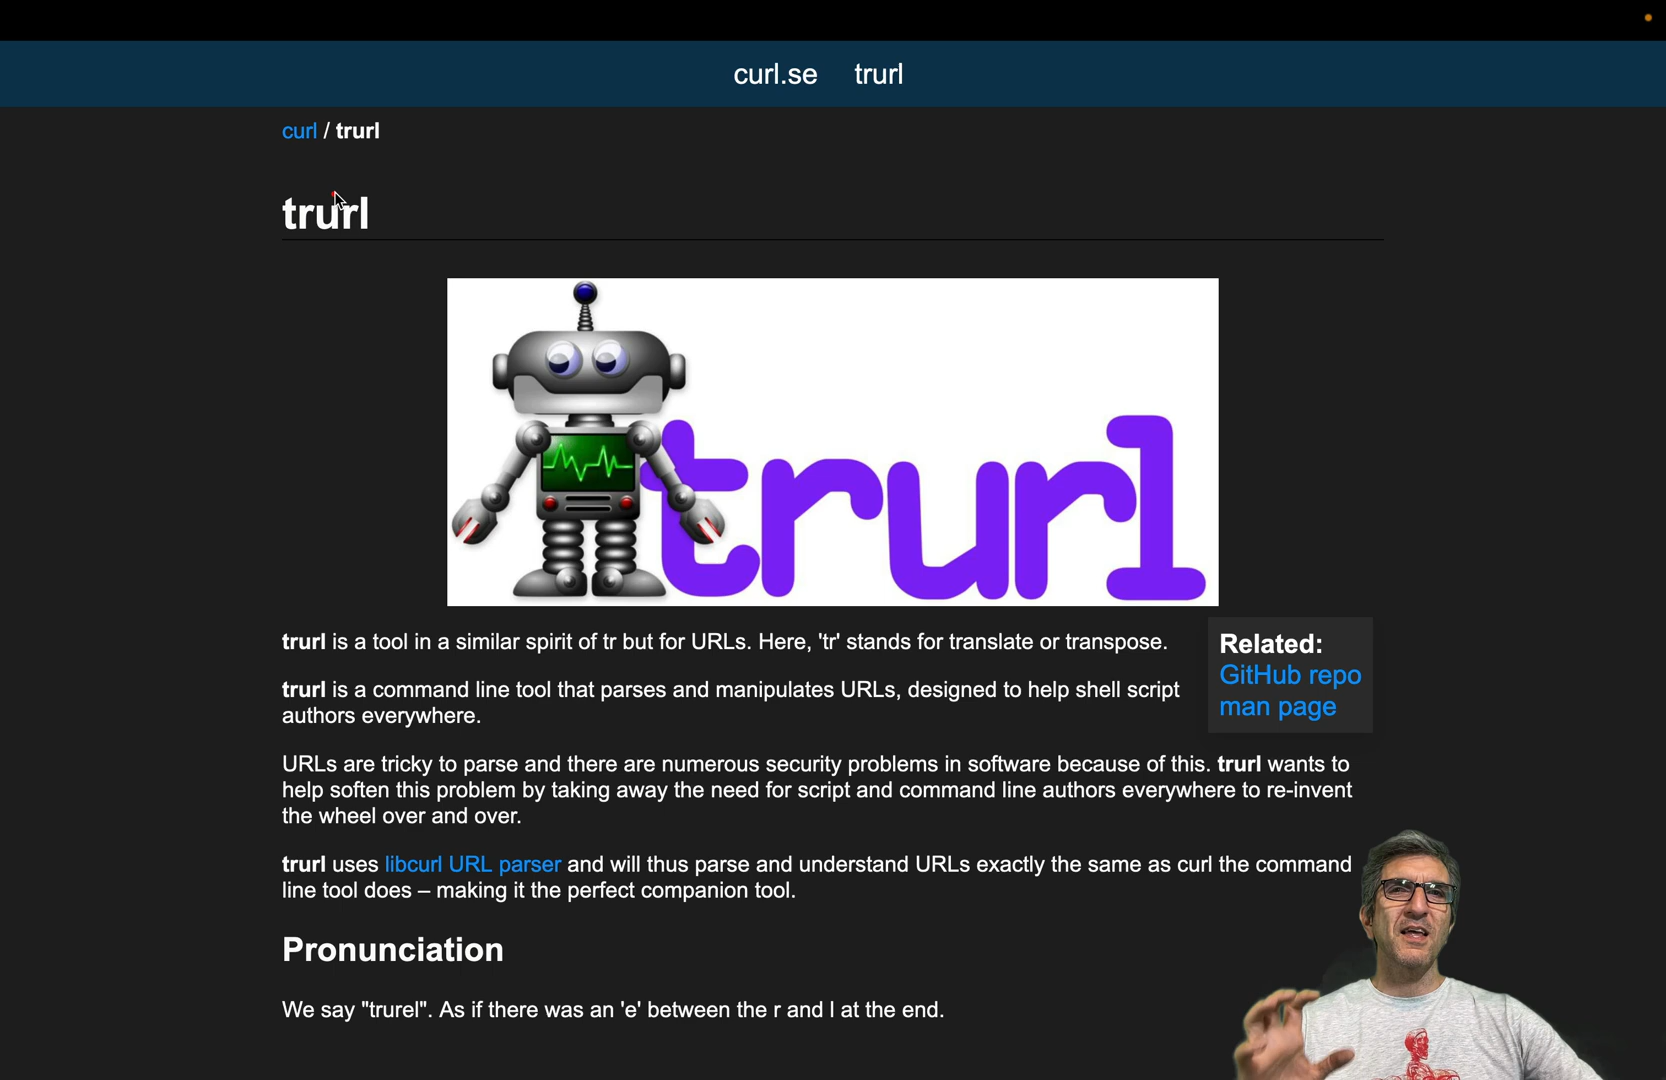 curl.se trurl
curl / trurl
trurl
trurl
trurl is a tool in a similar spirit of tr but for URLs. Here, 'tr' stands for translate or transpose.
trurl is a command line tool that parses and manipulates URLs, designed to help shell script
authors everywhere.
Related:
GitHub repo
man page
URLs are tricky to parse and there are numerous security problems in software because of this. trurl wants to
help soften this problem by taking away the need for script and command line authors everywhere to re-invent
the wheel over and over.
trurl uses libcurl URL parser and will thus parse and understand URLs exactly the same as curl the command
line tool does – making it the perfect companion tool.
Pronunciation
We say "trurel". As if there was an 'e' between the r and l at the end.